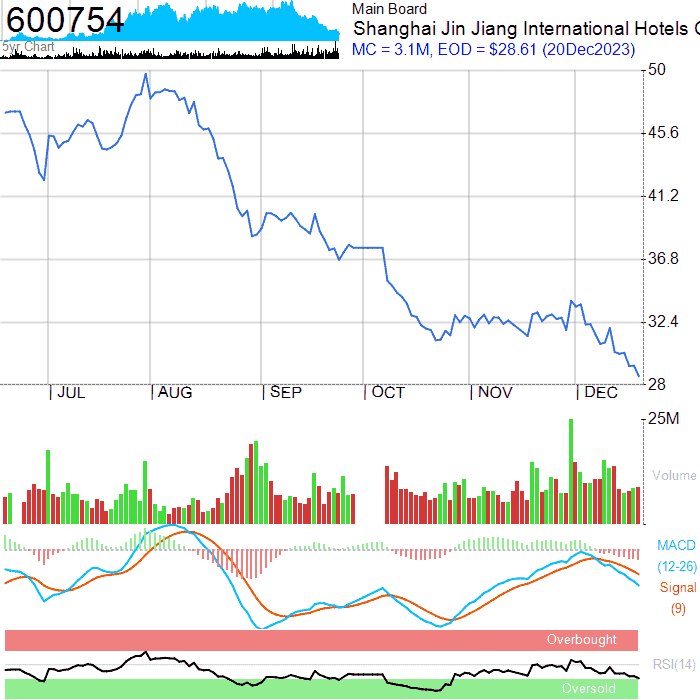 600754
5yr Chart
Main Board
Shanghai Jin Jiang International Hotels
MC = 3.1M, EOD = $28.61 (20Dec2023)
50
45.6
41.2
36.8
32.4
28
JUL
AUG
SEP
OCT
NOV
DEC
25M
Volume
MACD
(12-26)
Signal
(9)
Overbought
RSI(14)
Oversold